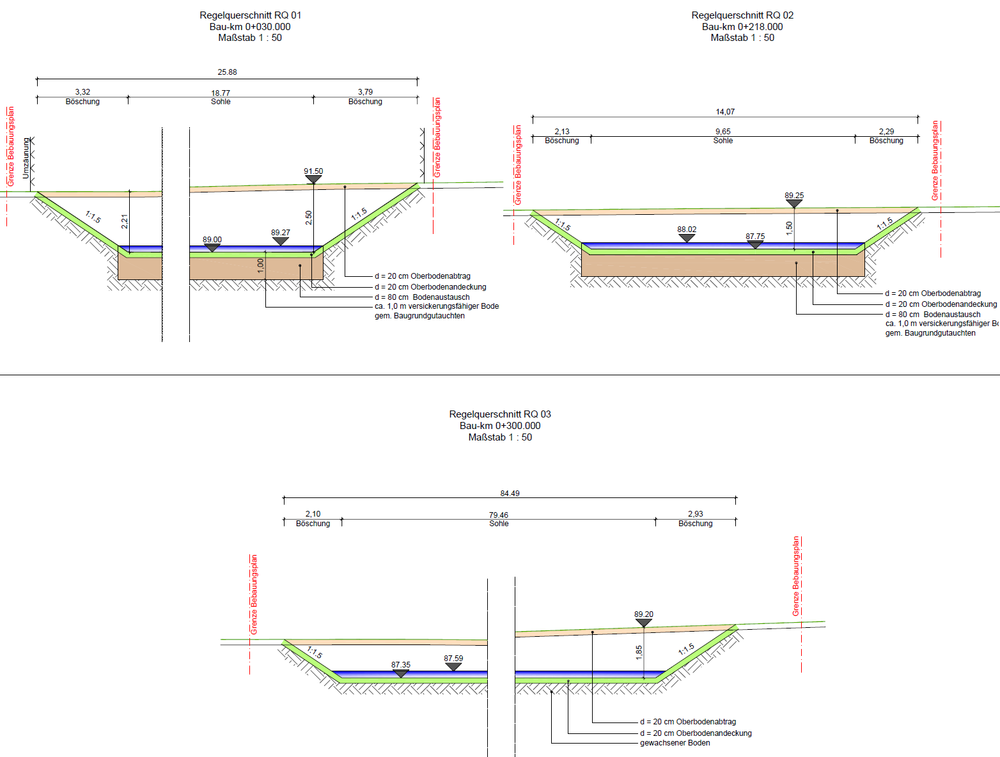 Regelquerschnitt RQ 01
Bau-km 0+030.000
Maßstab 1 : 50
25.88
3,32
18.77
3,79
Böschung
Sohle
Böschung
Grenze Bebauungsplan
Umzäunung
Grenze Bebauungsplan
91.50
1:1.5
2,21
2,50
1:1.5
89.00
89.27
1,00
d = 20 cm Oberbodenabtrag
d = 20 cm Oberbodenandeckung
d = 80 cm Bodenaustausch
ca. 1,0 m versickerungsfähiger Bode
gem. Baugrundgutauchten
Regelquerschnitt RQ 02
Bau-km 0+218.000
Maßstab 1 : 50
14,07
2,13
9,65
2,29
Böschung
Sohle
Böschung
Grenze Bebauungsplan
Grenze Bebauungsplan
89.25
1:1.5
88.02
87.75
1,50
1:1.5
d = 20 cm Oberbodenabtrag
d = 20 cm Oberbodenandeckung
d = 80 cm Bodenaustausch
ca. 1,0 m versickerungsfähiger
gem. Baugrundgutauchten
Regelquerschnitt RQ 03
Bau-km 0+300.000
Maßstab 1 : 50
84.49
2,10
79.46
2,93
Böschung
Sohle
Böschung
Grenze Bebauungsplan
Grenze Bebauungsplan
89.20
1:1.5
87.35
87.59
1,85
1:1.5
d = 20 cm Oberbodenabtrag
d = 20 cm Oberbodenandeckung
gewachsener Boden